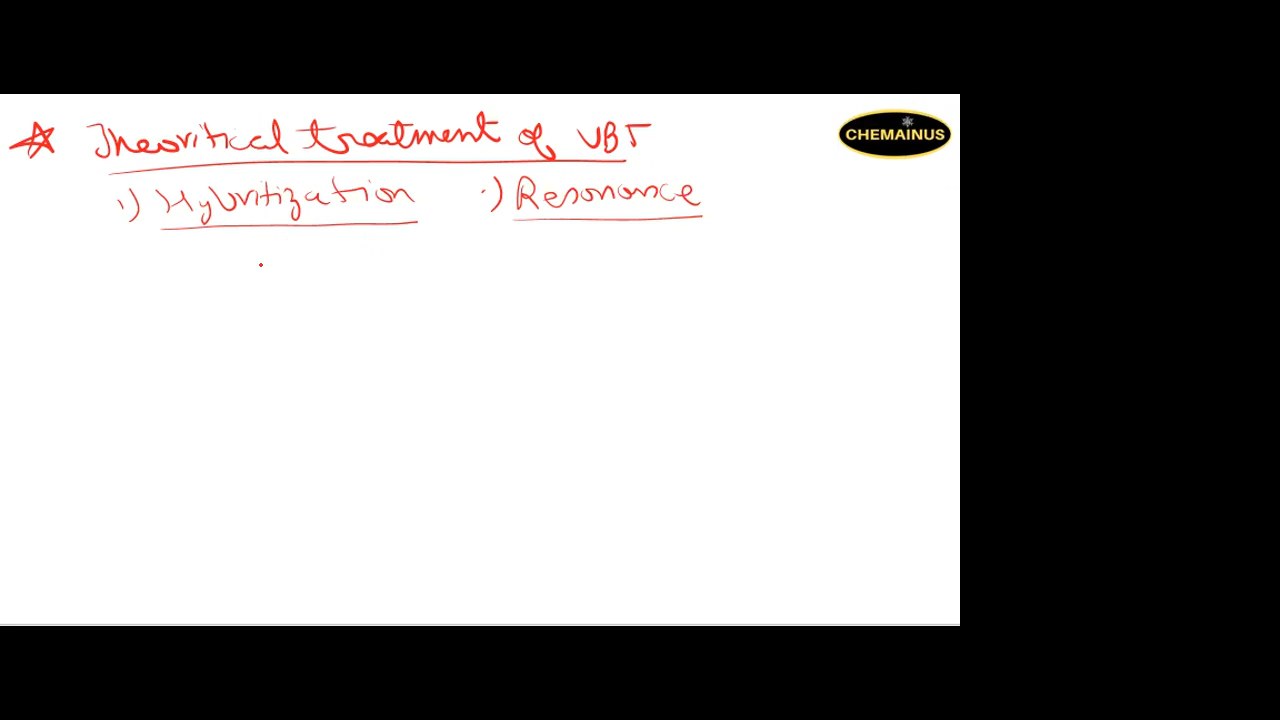 ☆ Theoritical treatment of VBT
CHEMAINUS
1) Hybritization .) Resonance